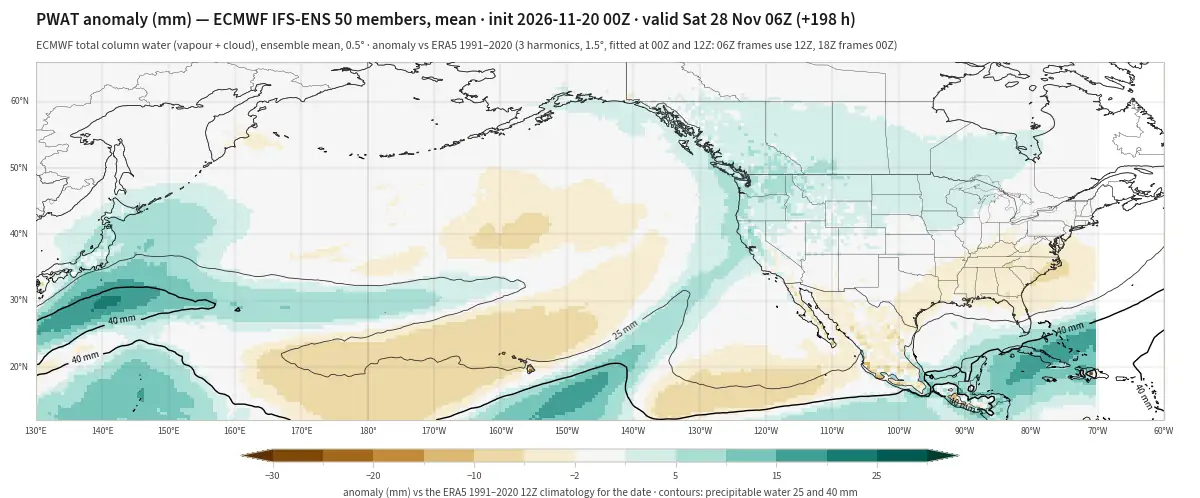 PWAT anomaly (mm) — ECMWF IFS-ENS 50 members, mean · init 2026-11-20 00Z · valid Sat 28 Nov 06Z (+198 h)
ECMWF total column water (vapour + cloud), ensemble mean, 0.5° · anomaly vs ERA5 1991–2020 (3 harmonics, 1.5°, fitted at 00Z and 12Z: 06Z frames use 12Z, 18Z frames 00Z)
60°N
50°N
40°N
30°N
20°N
40 mm
40 mm
25 mm
40 mm
40 mm
40 mm
130°E 140°E 150°E 160°E 170°E 180° 170°W 160°W 150°W 140°W 130°W 120°W 110°W 100°W 90°W 80°W 70°W 60°W
−30 −20 −10 −2 5 15 25
anomaly (mm) vs the ERA5 1991–2020 12Z climatology for the date · contours: precipitable water 25 and 40 mm